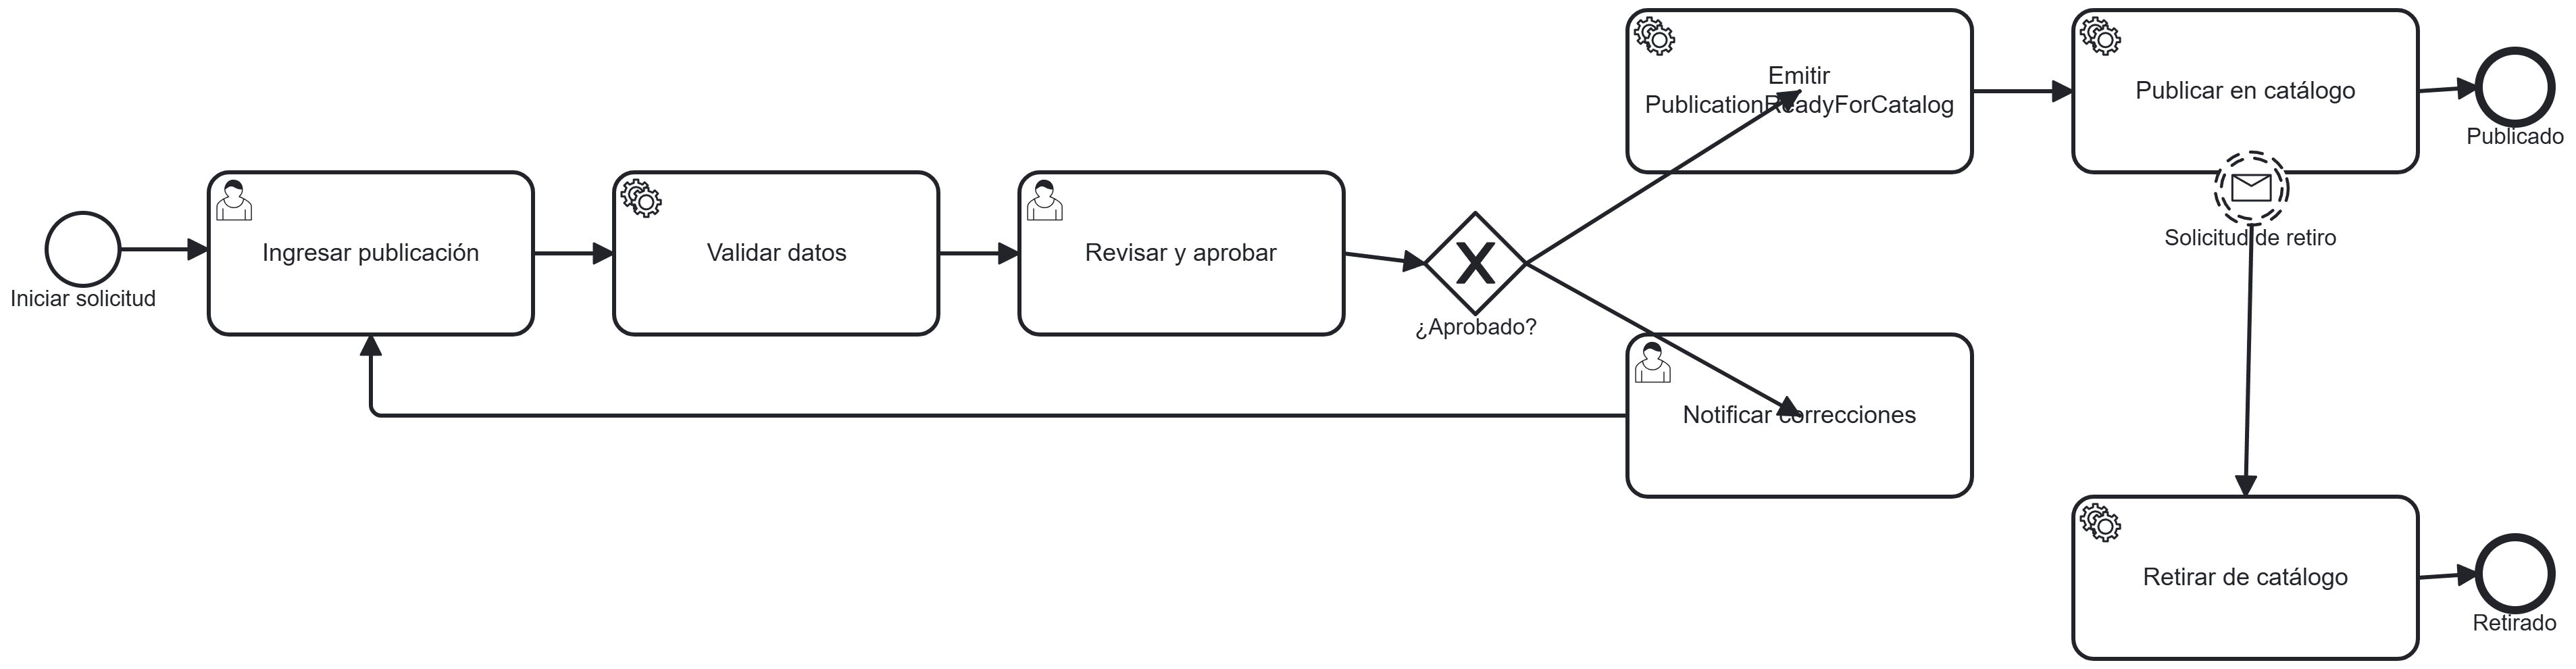 Iniciar solicitud
Ingresar publicación
Validar datos
Revisar y aprobar
¿Aprobado?
Emitir
PublicationReadyForCatalog
Publicar en catálogo
Publicado
Solicitud de retiro
Notificar correcciones
Retirar de catálogo
Retirado